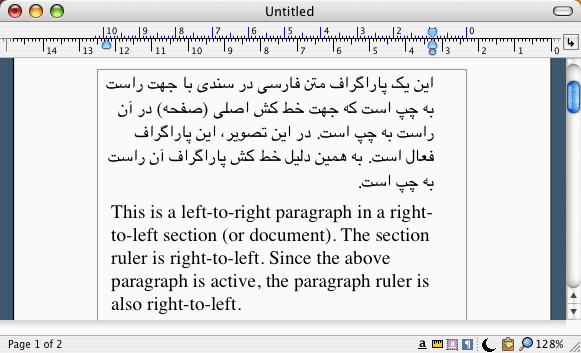 Untitled
10 8 6 5 4 3 2 0
14 13 12 11 10 9 8 7 6 5 4 3 2 1 0
این یک پاراگراف متن فارسی در سندی با جهت راست
به چپ است که جهت خط کش اصلی (صفحه) در آن
راست به چپ است. در این تصویر، این پاراگراف
فعال است. به همین دلیل خط کش پاراگراف آن راست
به چپ است.
This is a left-to-right paragraph in a right-
to-left section (or document). The section
ruler is right-to-left. Since the above
paragraph is active, the paragraph ruler is
also right-to-left.
Page 1 of 2 a ¶ 128%